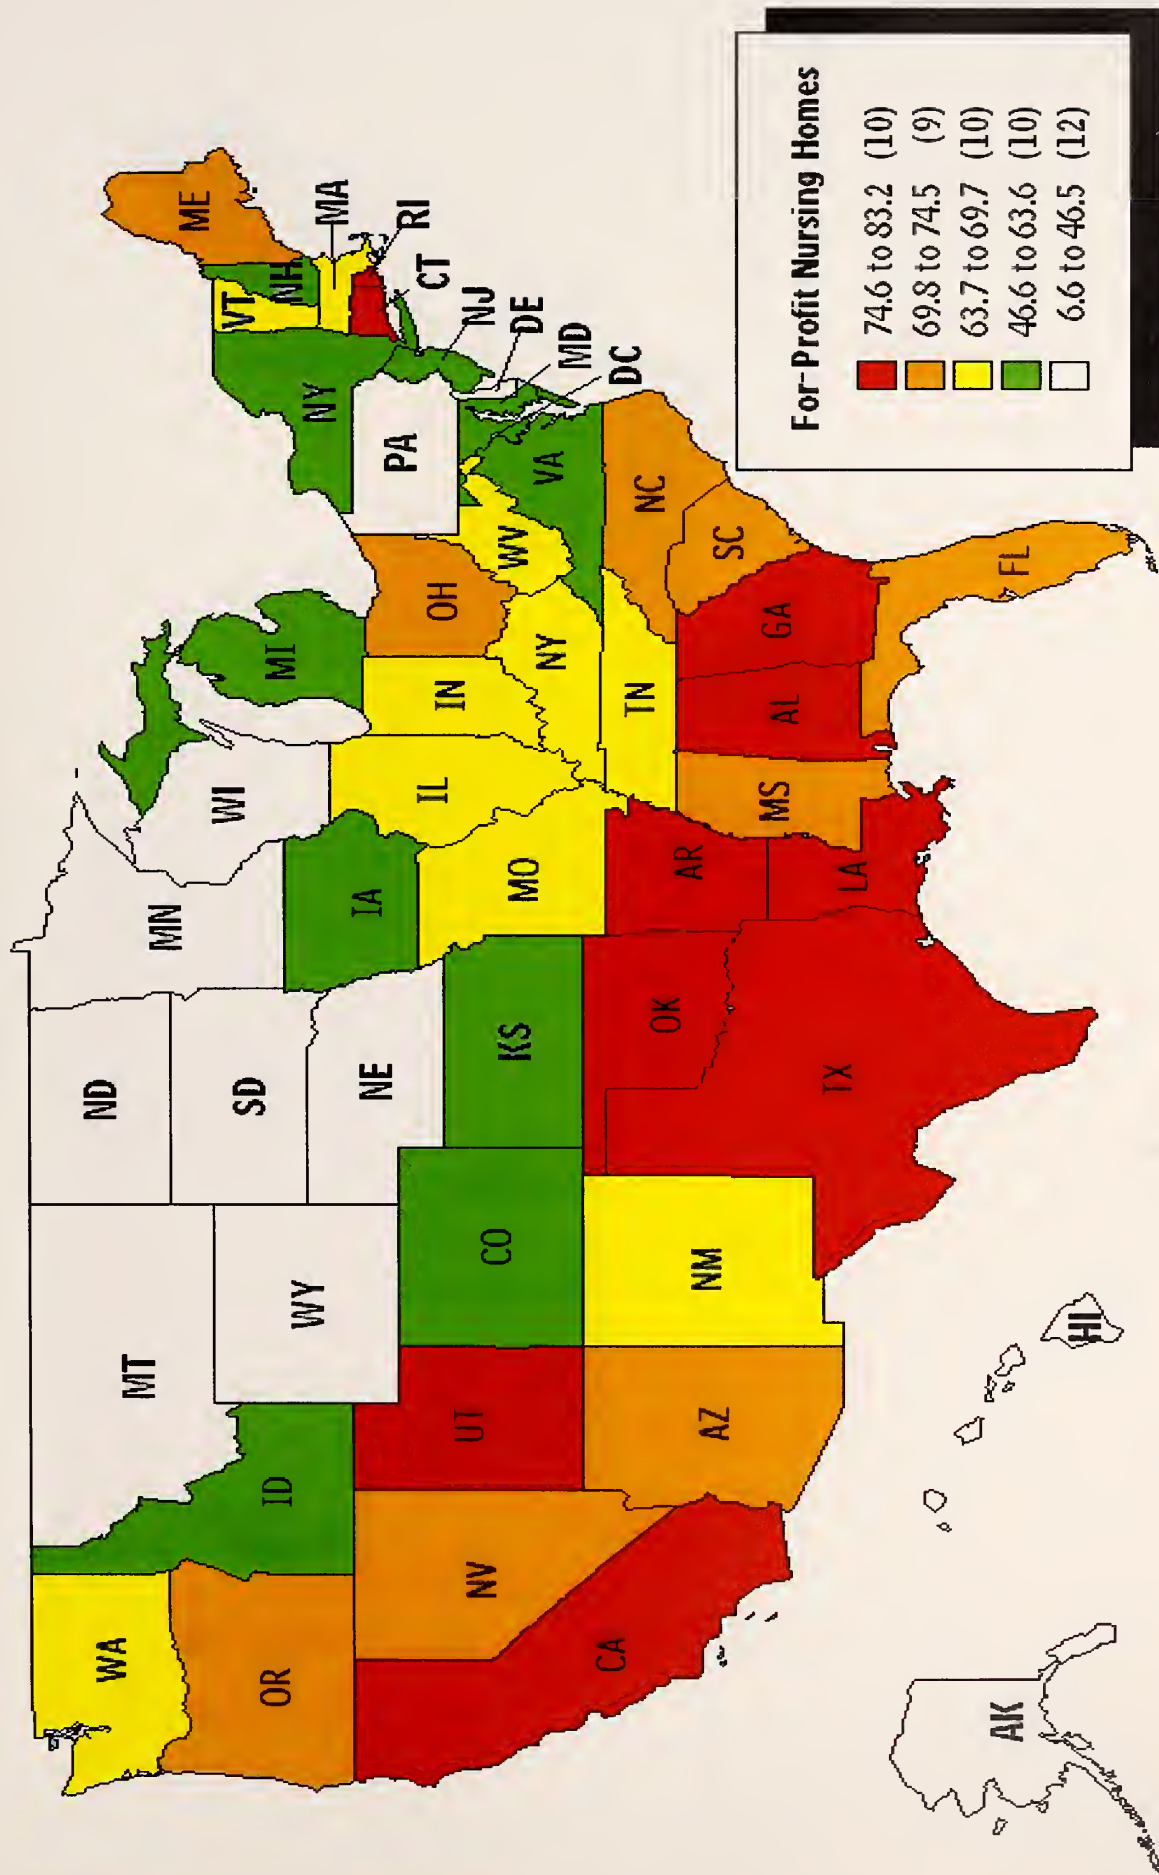 WA
MT
ND
MN
ME
VT
NH
MA
OR
ID
WY
SD
WI
MI
NY
RI
CT
NJ
DE
MD
DC
NV
UT
CO
NE
IA
IL
IN
OH
PA
CA
KS
MO
NY
WV
VA
AZ
NM
OK
AR
TN
NC
SC
TX
LA
MS
AL
GA
FL
AK
HI
For-Profit Nursing Homes
74.6 to 83.2 (10)
69.8 to 74.5 (9)
63.7 to 69.7 (10)
46.6 to 63.6 (10)
6.6 to 46.5 (12)